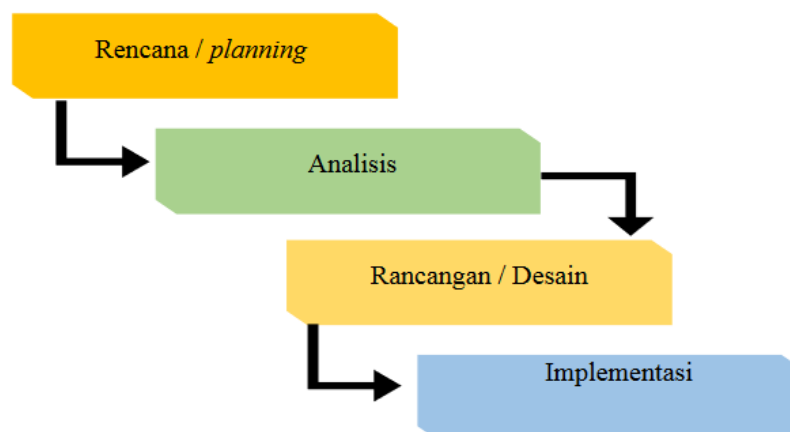 Rencana / planning
Analisis
Rancangan / Desain
Implementasi